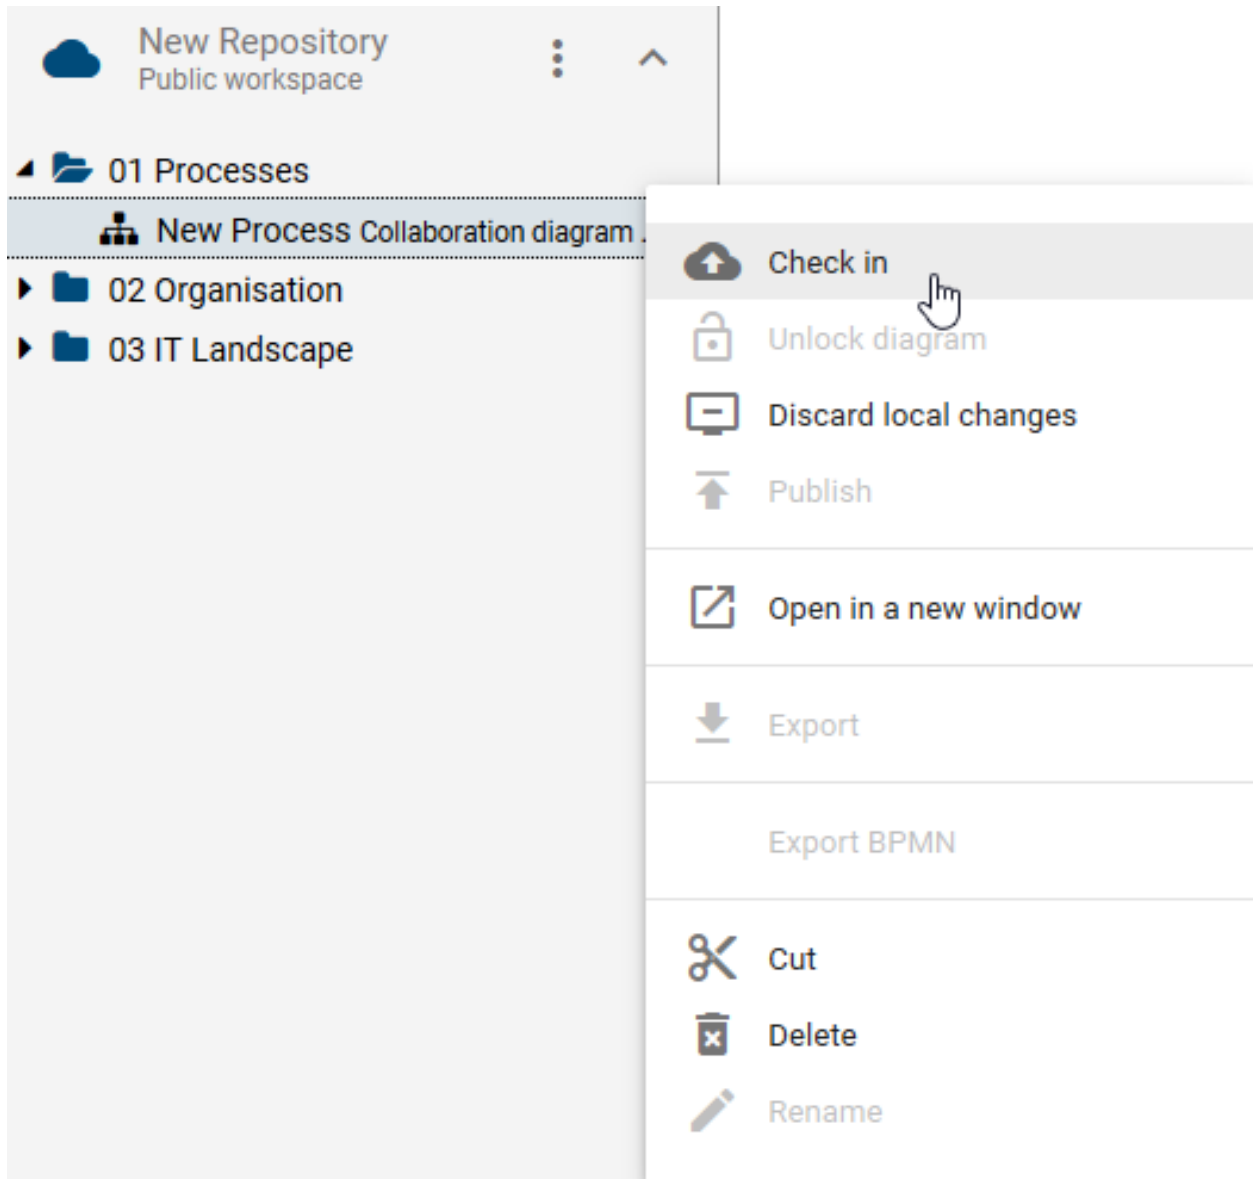 New Repository
Public workspace
01 Processes
New Process Collaboration diagram .
02 Organisation
03 IT Landscape
Check in
Unlock diagram
Discard local changes
Publish
Open in a new window
Export
Export BPMN
Cut
Delete
Rename